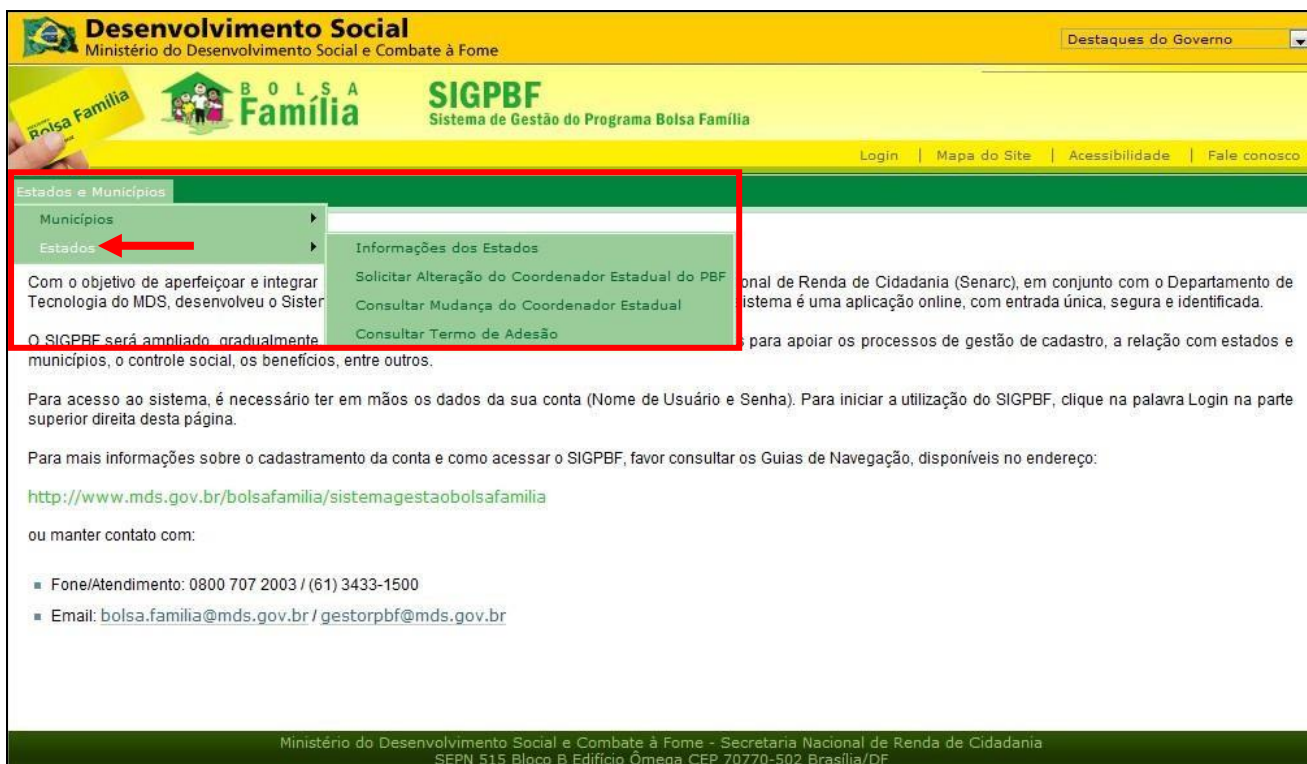 Desenvolvimento Social
Ministério do Desenvolvimento Social e Combate à Fome
Destaques do Governo
Bolsa Família
BOLSA
Família
SIGPBF
Sistema de Gestão do Programa Bolsa Família
Login | Mapa do Site | Acessibilidade | Fale conosco
Estados e Municípios
Municípios
Estados
Informações dos Estados
Solicitar Alteração do Coordenador Estadual do PBF
Consultar Mudança do Coordenador Estadual
Consultar Termo de Adesão
Com o objetivo de aperfeiçoar e integrar onal de Renda de Cidadania (Senarc), em conjunto com o Departamento de
Tecnologia do MDS, desenvolveu o Sister istema é uma aplicação online, com entrada única, segura e identificada.
O SIGPBF será ampliado, gradualmente para apoiar os processos de gestão de cadastro, a relação com estados e
municípios, o controle social, os benefícios, entre outros.
Para acesso ao sistema, é necessário ter em mãos os dados da sua conta (Nome de Usuário e Senha). Para iniciar a utilização do SIGPBF, clique na palavra Login na parte
superior direita desta página.
Para mais informações sobre o cadastramento da conta e como acessar o SIGPBF, favor consultar os Guias de Navegação, disponíveis no endereço:
http://www.mds.gov.br/bolsafamilia/sistemagestaobolsafamilia
ou manter contato com:
Fone/Atendimento: 0800 707 2003 / (61) 3433-1500
Email: bolsa.familia@mds.gov.br / gestorpbf@mds.gov.br
Ministério do Desenvolvimento Social e Combate à Fome - Secretaria Nacional de Renda de Cidadania
SEPN 515 Bloco B Edifício Ômega CEP 70770-502 Brasília/DF